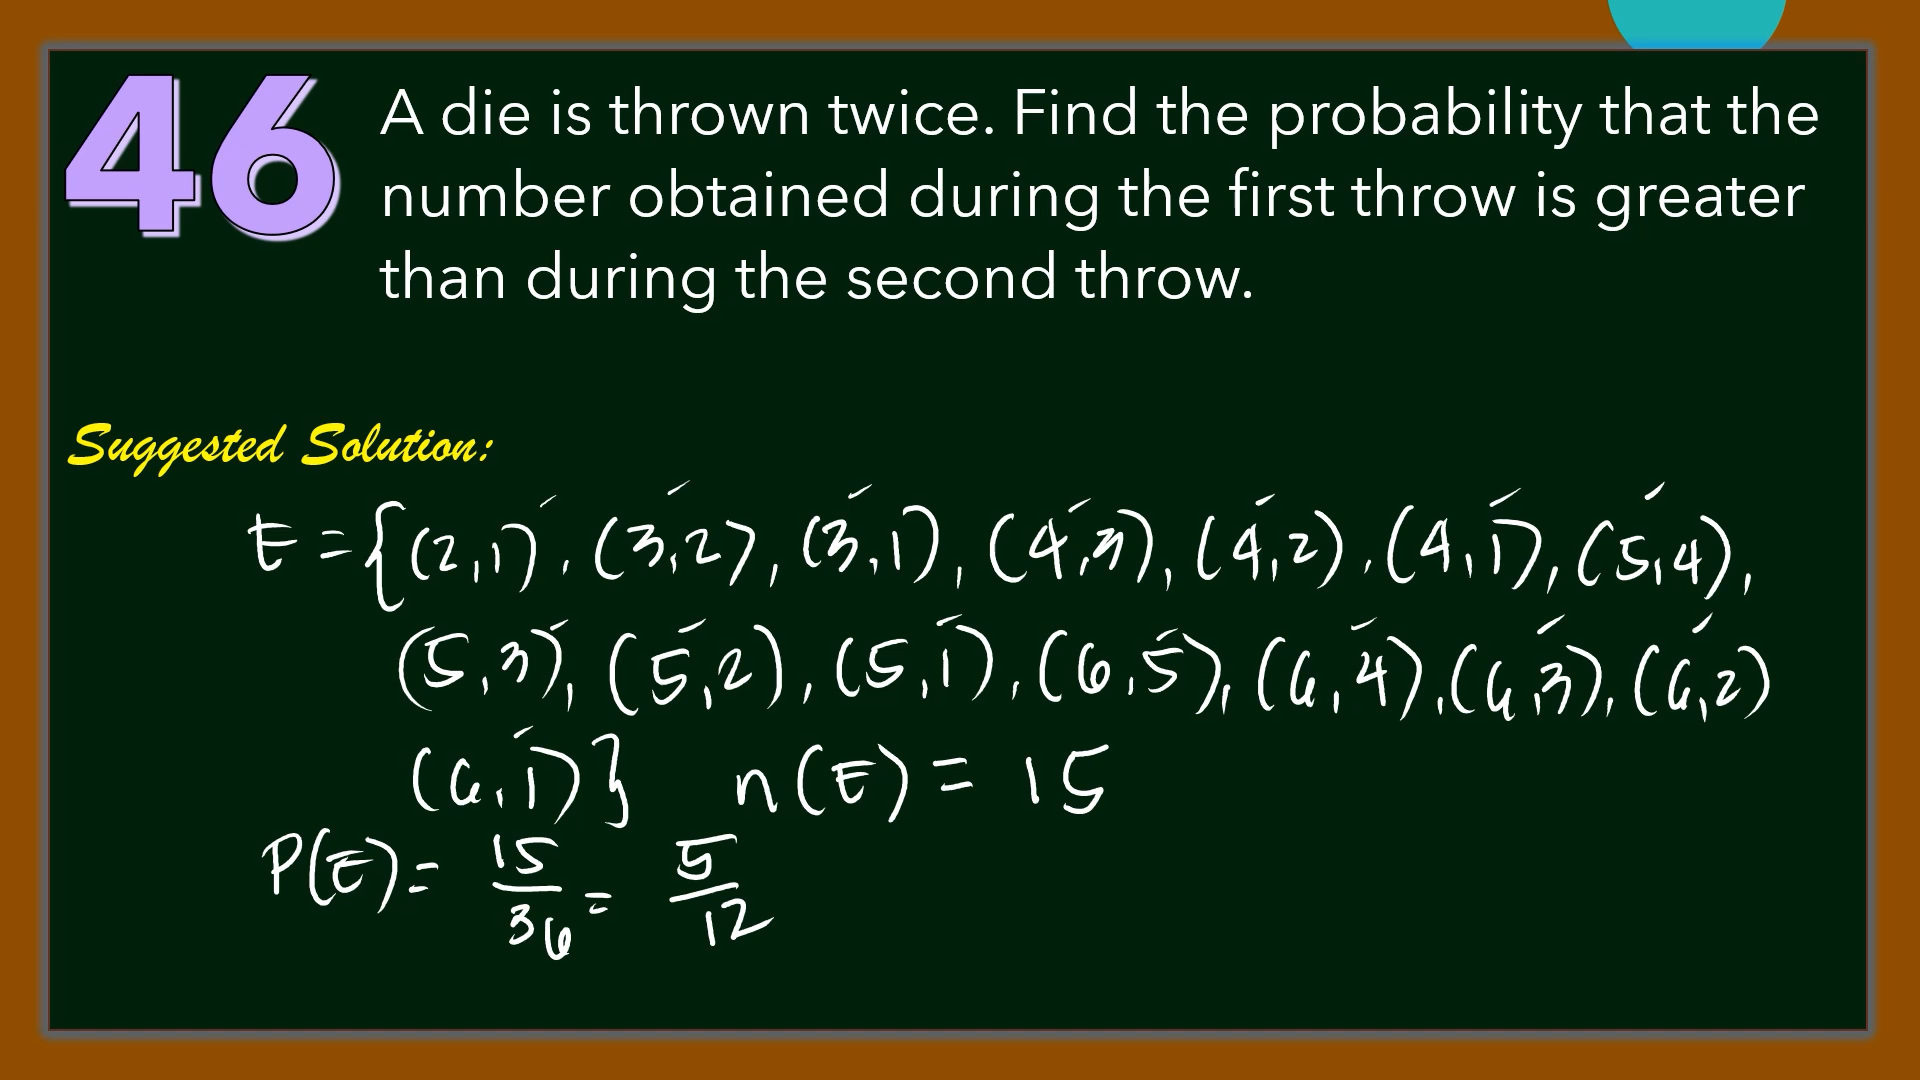 46
A die is thrown twice. Find the probability that the
number obtained during the first throw is greater
than during the second throw.
Suggested Solution:
E = {(2,1), (3,2), (3,1), (4,3), (4,2), (4,1), (5,4),
(5,3), (5,2), (5,1), (6,5), (6,4), (6,3), (6,2)
(6,1)} n(E) = 15
P(E) = 15/36 = 5/12